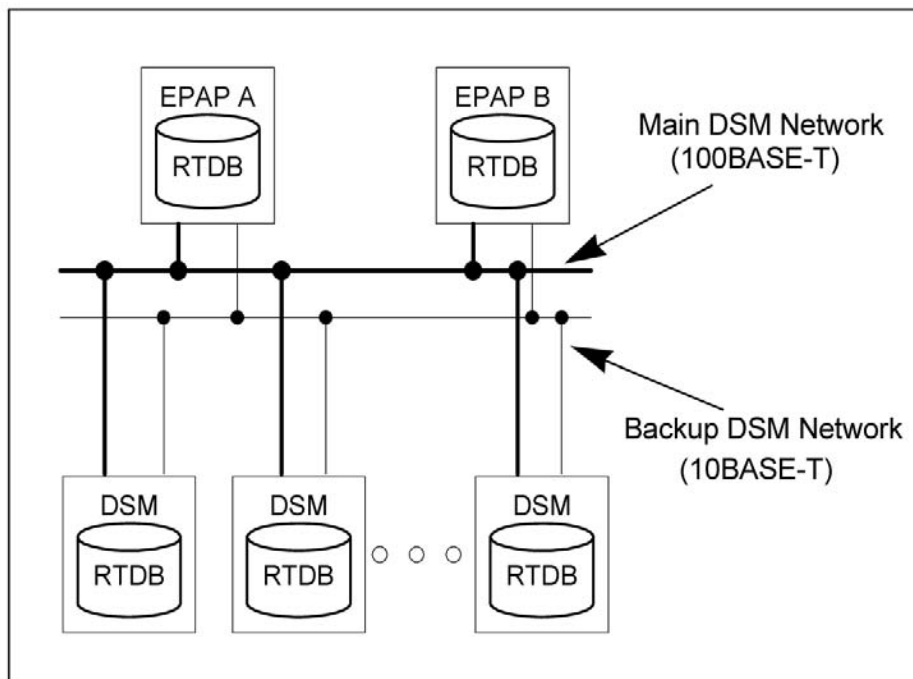 EPAP A
RTDB
EPAP B
RTDB
Main DSM Network
(100BASE-T)
Backup DSM Network
(10BASE-T)
DSM
RTDB
DSM
RTDB
DSM
RTDB